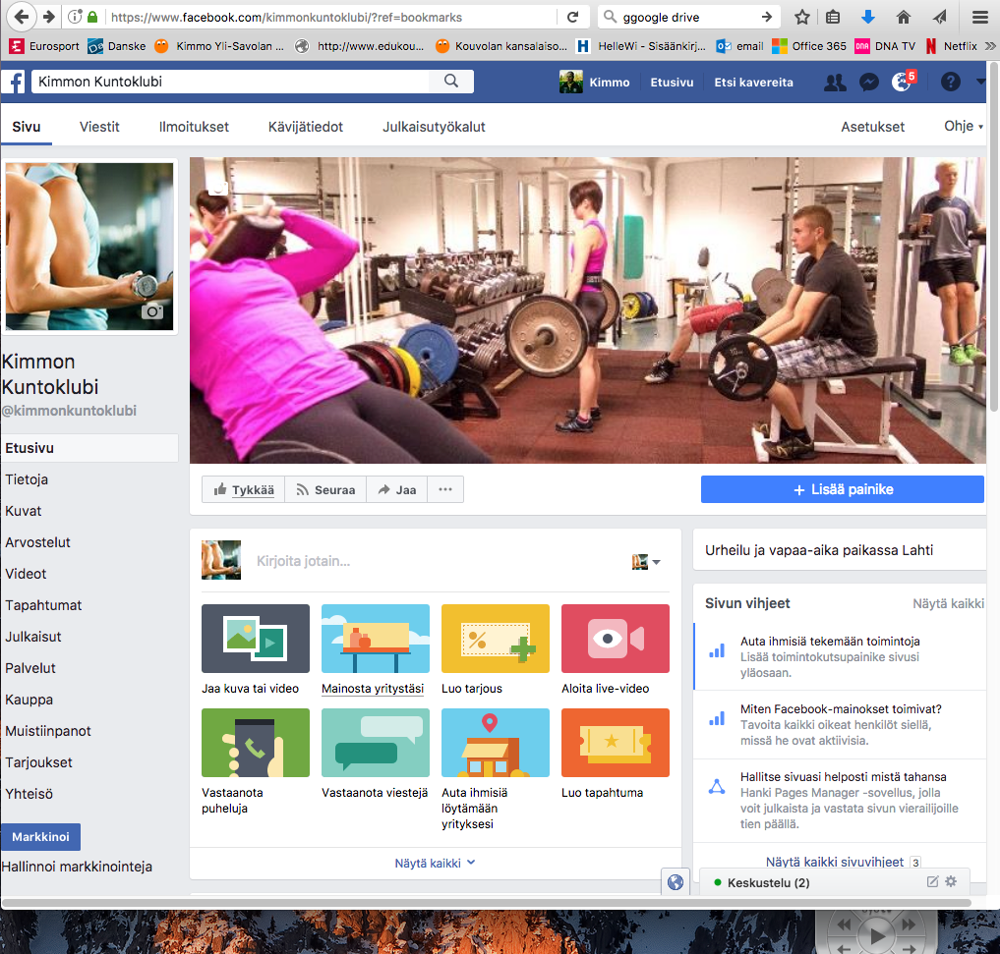 https://www.facebook.com/kimmonkuntoklubi/?ref=bookmarks
ggoogle drive
Eurosport
Danske
Kimmo Yli-Savolan ...
http://www.edukou...
Kouvolan kansalaiso...
HelleWi - Sisäänkirj...
email
Office 365
DNA TV
Netflix
Kimmon Kuntoklubi
Kimmo
Etusivu
Etsi kavereita
5
Sivu
Viestit
Ilmoitukset
Kävijätiedot
Julkaisutyökalut
Asetukset
Ohje
Kimmon
Kuntoklubi
@kimmonkuntoklubi
Etusivu
Tietoja
Kuvat
Arvostelut
Videot
Tapahtumat
Julkaisut
Palvelut
Kauppa
Muistiinpanot
Tarjoukset
Yhteisö
Markkinoi
Hallinnoi markkinointeja
Tykkää
Seuraa
Jaa
+ Lisää painike
Kirjoita jotain...
Jaa kuva tai video
Mainosta yritystäsi
Luo tarjous
Aloita live-video
Vastaanota
puheluja
Vastaanota viestejä
Auta ihmisiä
löytämään
yrityksesi
Luo tapahtuma
Näytä kaikki
Urheilu ja vapaa-aika paikassa Lahti
Sivun vihjeet
Näytä kaikki
Auta ihmisiä tekemään toimintoja
Lisää toimintokutsupainike sivusi
yläosaan.
Miten Facebook-mainokset toimivat?
Tavoita kaikki oikeat henkilöt siellä,
missä he ovat aktiivisia.
Hallitse sivuasi helposti mistä tahansa
Hanki Pages Manager -sovellus, jolla
voit julkaista ja vastata sivun vierailijoille
tien päällä.
Näytä kaikki sivuvihjeet 3
Keskustelu (2)